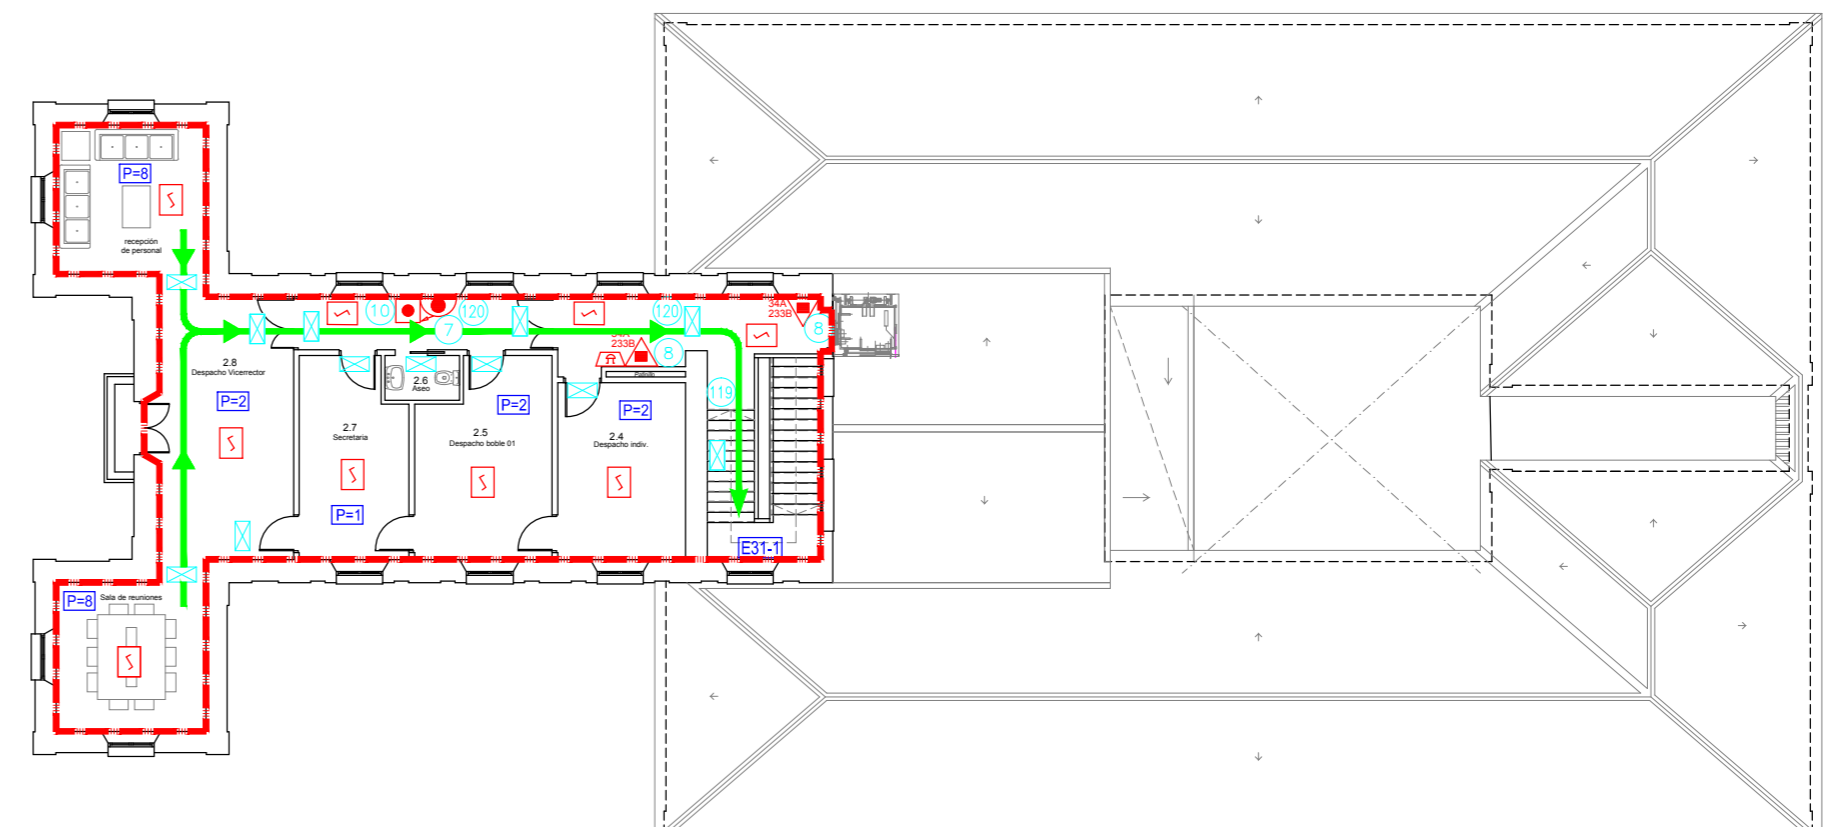 P=8
recepción
de personal
10
120
7
120
34A
233B
8
34A
233B
8
2.8
Despacho Vicerrector
P=2
2.7
Secretaria
P=1
2.6
Aseo
2.5
Despacho boble 01
P=2
2.4
Despacho indiv.
P=2
119
E31-1
P=8
Sala de reuniones